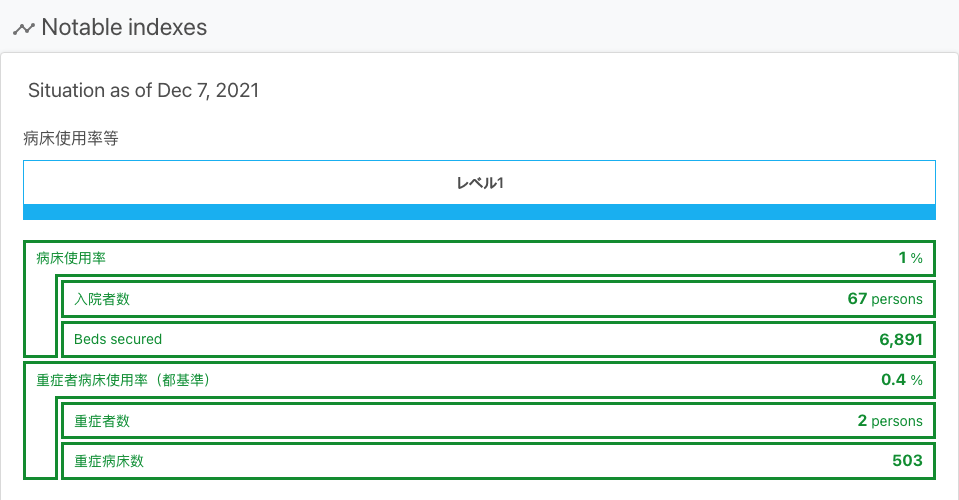 Notable indexes
Situation as of Dec 7, 2021
病床使用率等
レベル1
病床使用率 1 %
入院者数 67 persons
Beds secured 6,891
重症者病床使用率（都基準） 0.4 %
重症者数 2 persons
重症病床数 503